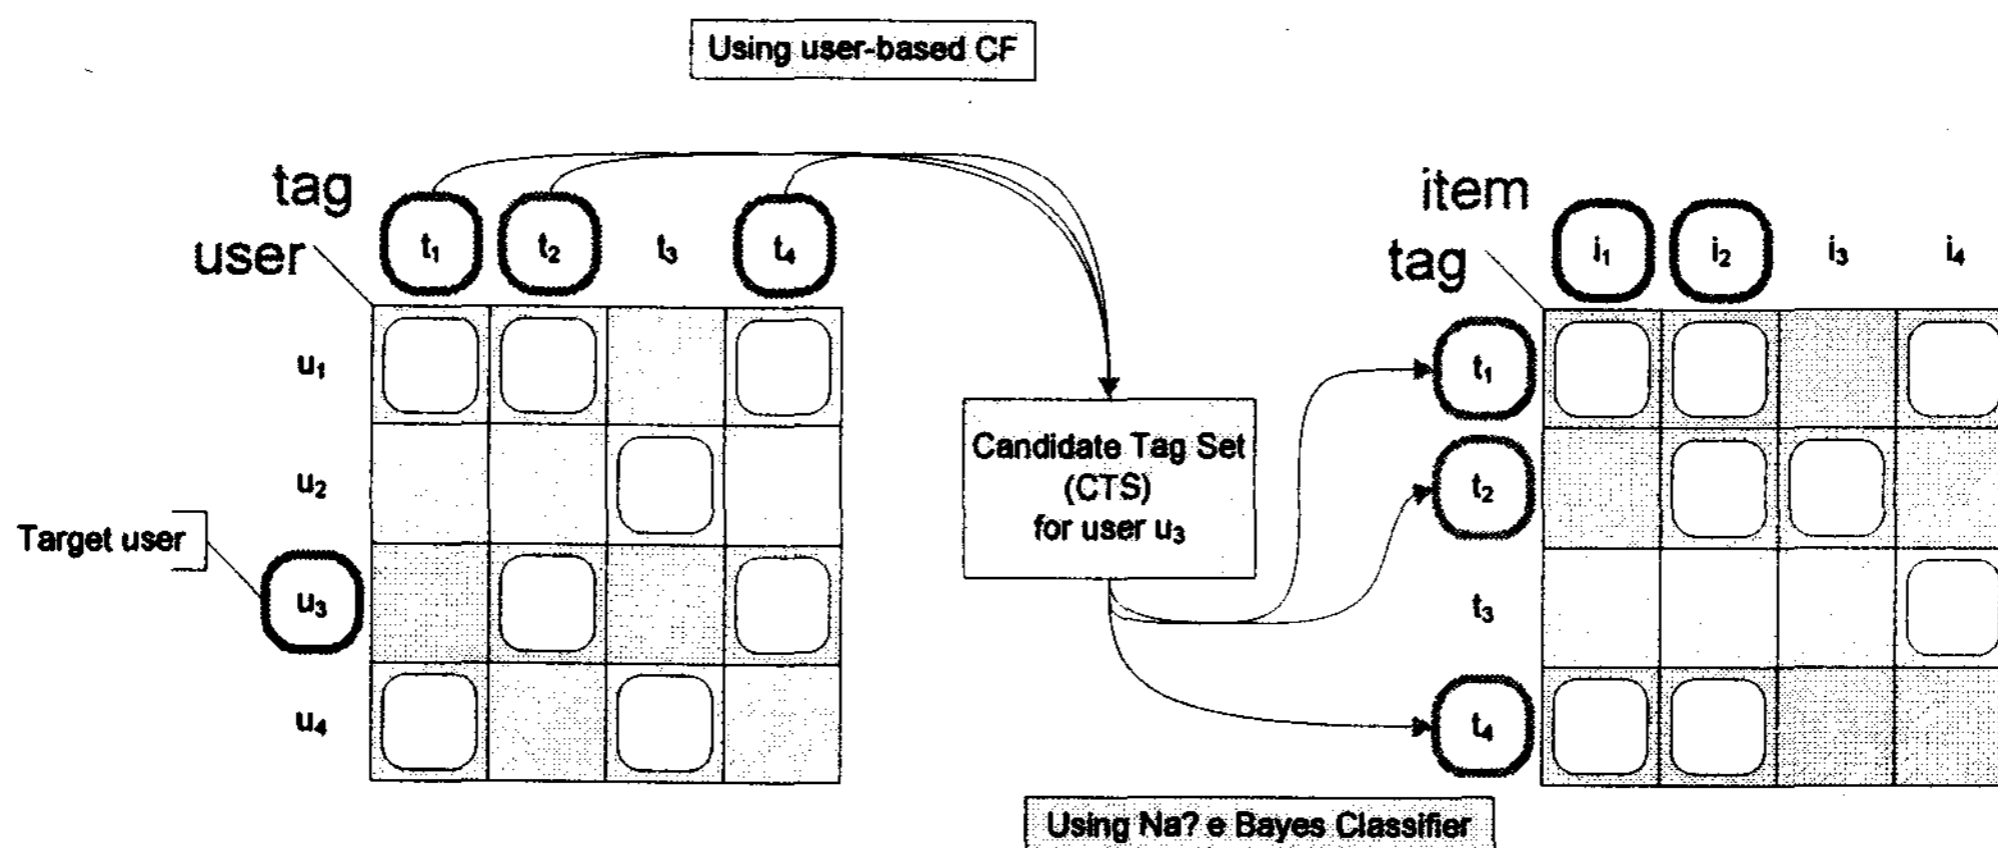 Using user-based CF
tag
user
t₁ t₂ t₃ t₄
u₁
u₂
u₃
u₄
Target user
Candidate Tag Set
(CTS)
for user u₃
item
tag
i₁ i₂ i₃ i₄
t₁
t₂
t₃
t₄
Using Na? e Bayes Classifier